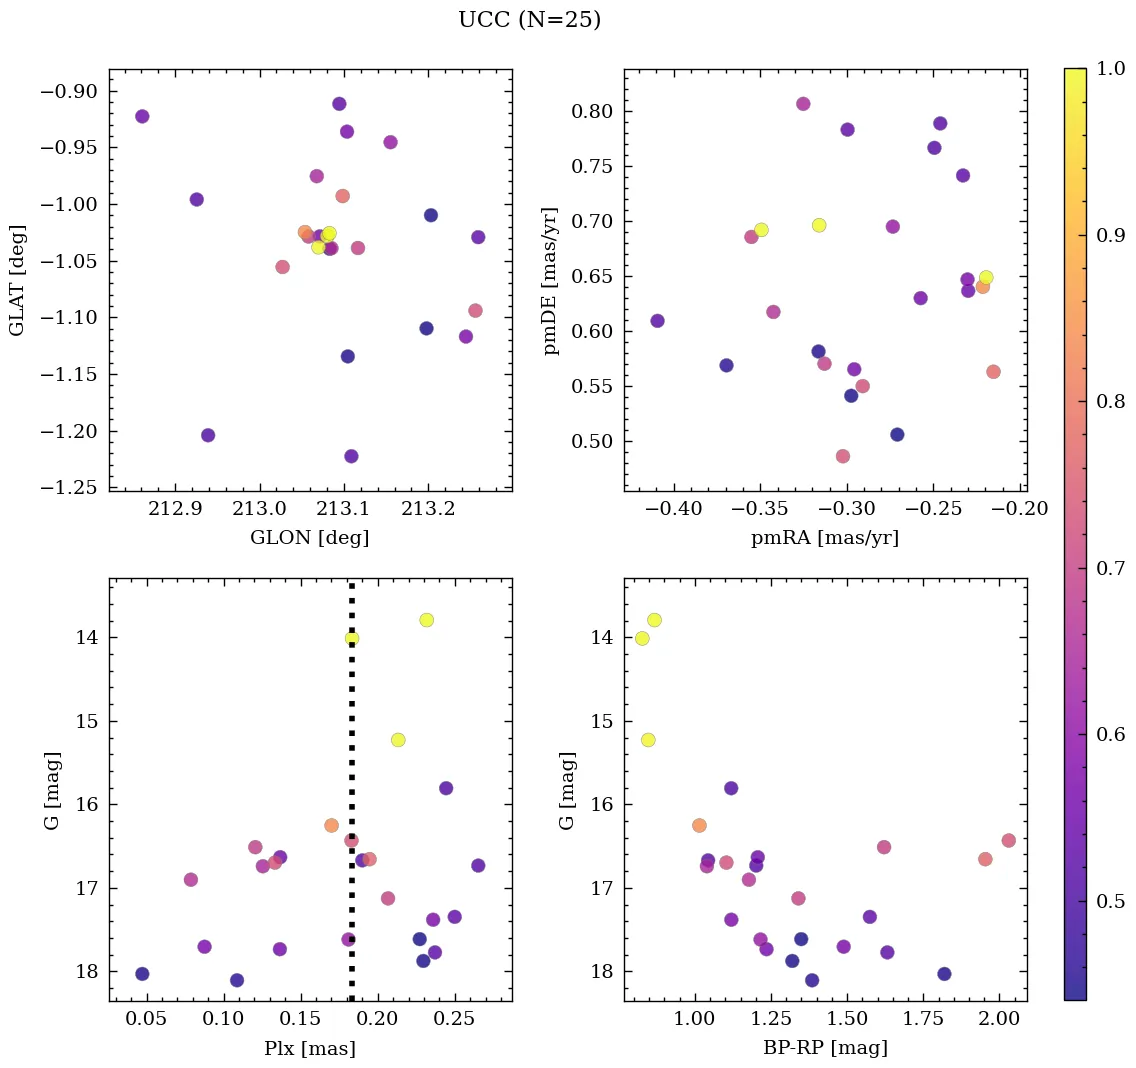 UCC (N=25)
−0.90
−0.95
−1.00
−1.05
−1.10
−1.15
−1.20
−1.25
GLAT [deg]
212.9 213.0 213.1 213.2
GLON [deg]
0.80
0.75
0.70
0.65
0.60
0.55
0.50
pmDE [mas/yr]
−0.40 −0.35 −0.30 −0.25 −0.20
pmRA [mas/yr]
1.0
0.9
0.8
0.7
0.6
0.5
14
15
16
17
18
G [mag]
0.05 0.10 0.15 0.20 0.25
Plx [mas]
14
15
16
17
18
G [mag]
1.00 1.25 1.50 1.75 2.00
BP-RP [mag]